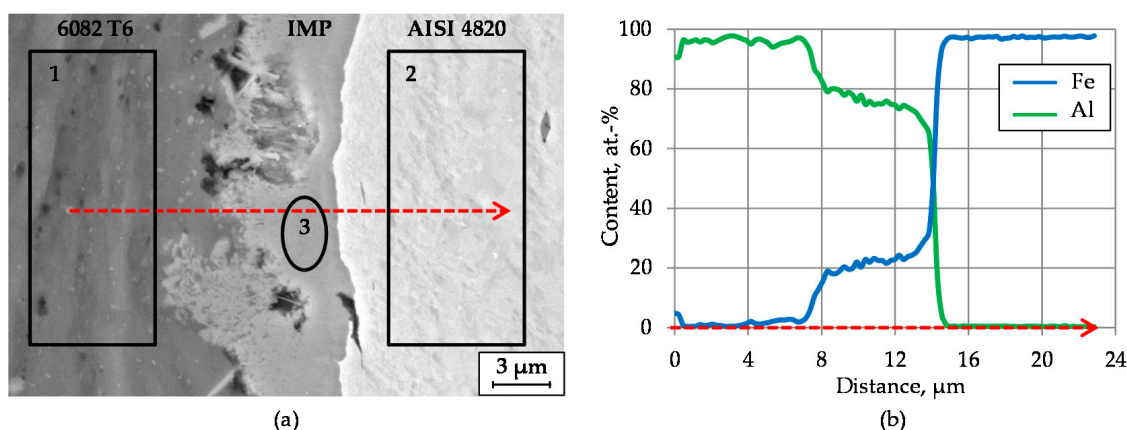 6082 T6 IMP AISI 4820
1 2
3
3 µm
(a)
Content, at.-%
100
80
60
40
20
0
Fe
Al
0 4 8 12 16 20 24
Distance, µm
(b)